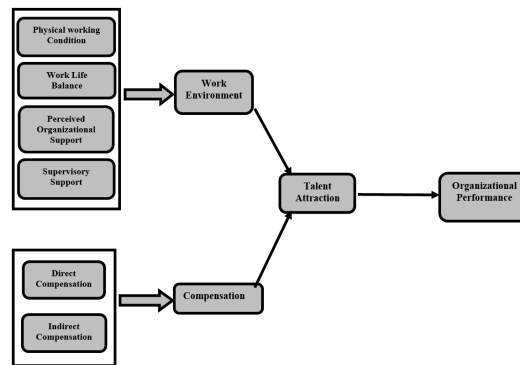 Physical working
Condition
Work Life
Balance
Perceived
Organizational
Support
Supervisory
Support
Work
Environment
Talent
Attraction
Organizational
Performance
Direct
Compensation
Indirect
Compensation
Compensation